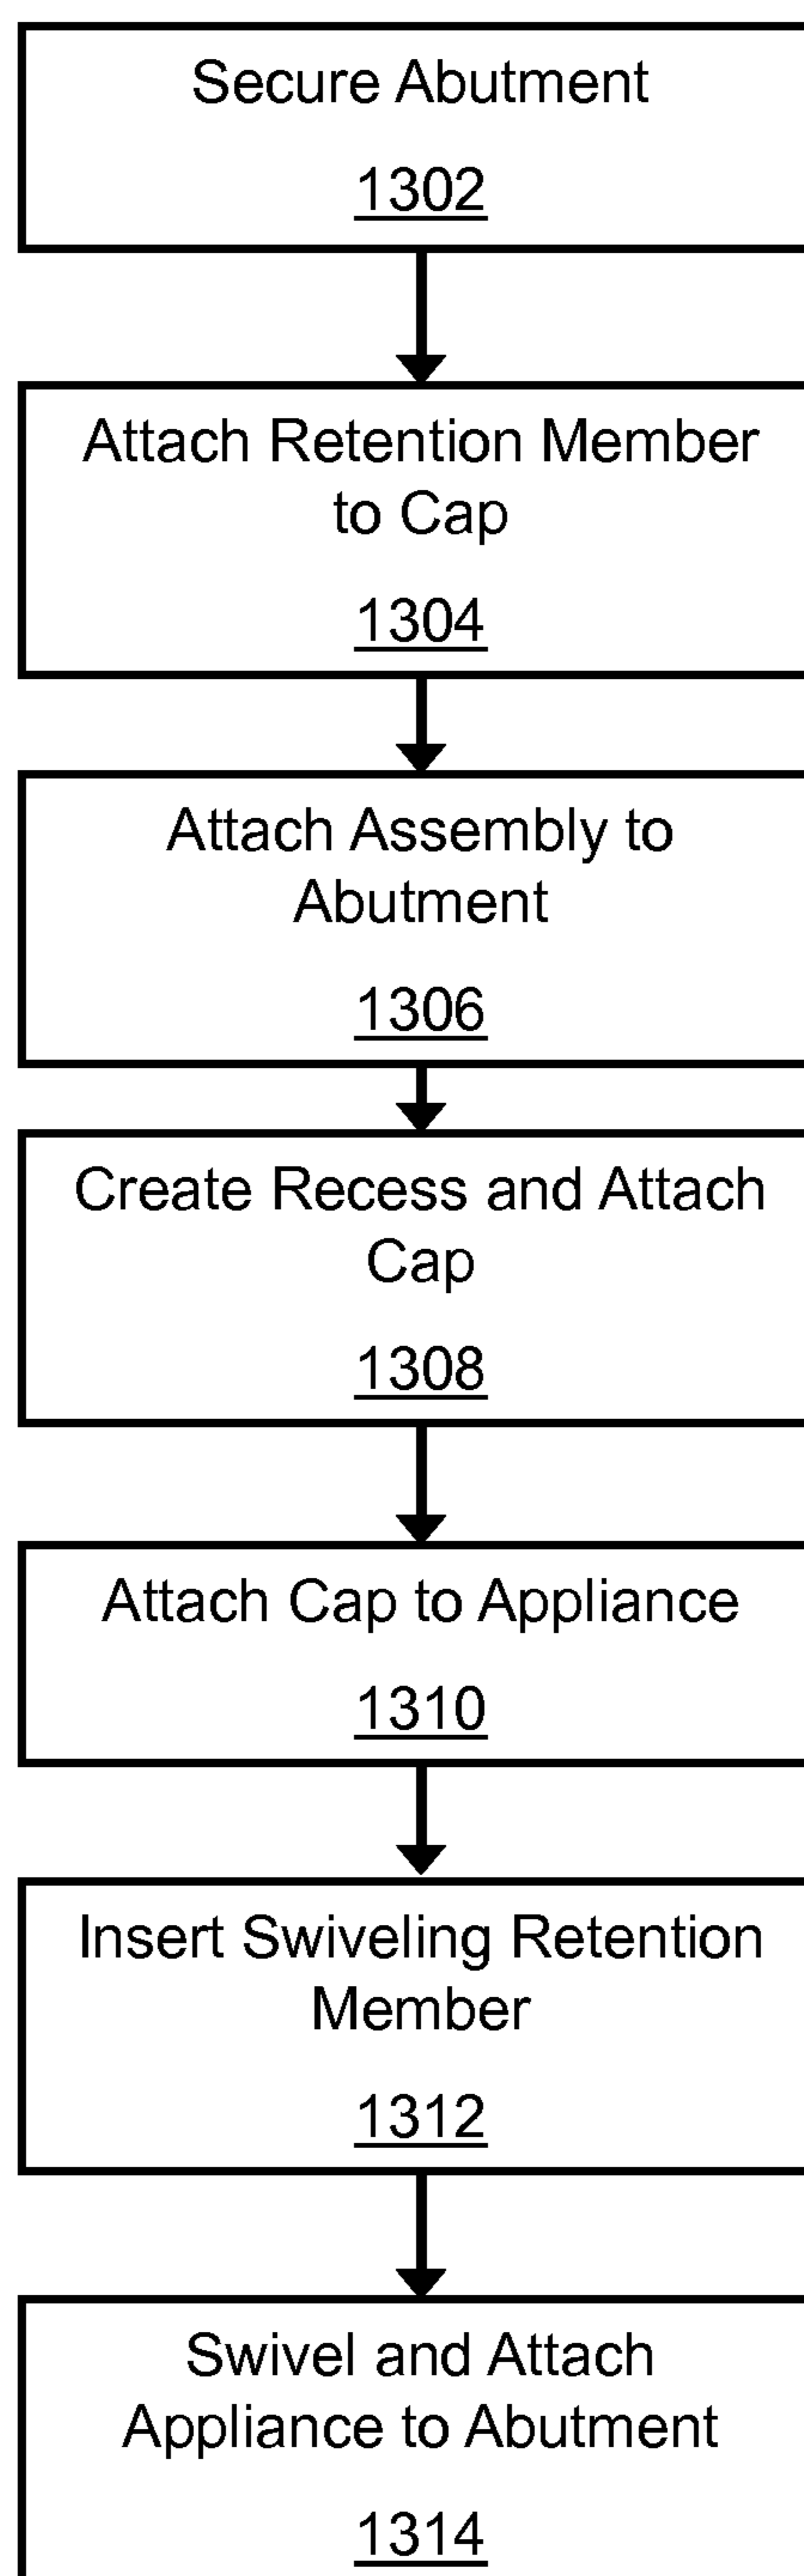 Secure Abutment
1302
Attach Retention Member
to Cap
1304
Attach Assembly to
Abutment
1306
Create Recess and Attach
Cap
1308
Attach Cap to Appliance
1310
Insert Swiveling Retention
Member
1312
Swivel and Attach
Appliance to Abutment
1314